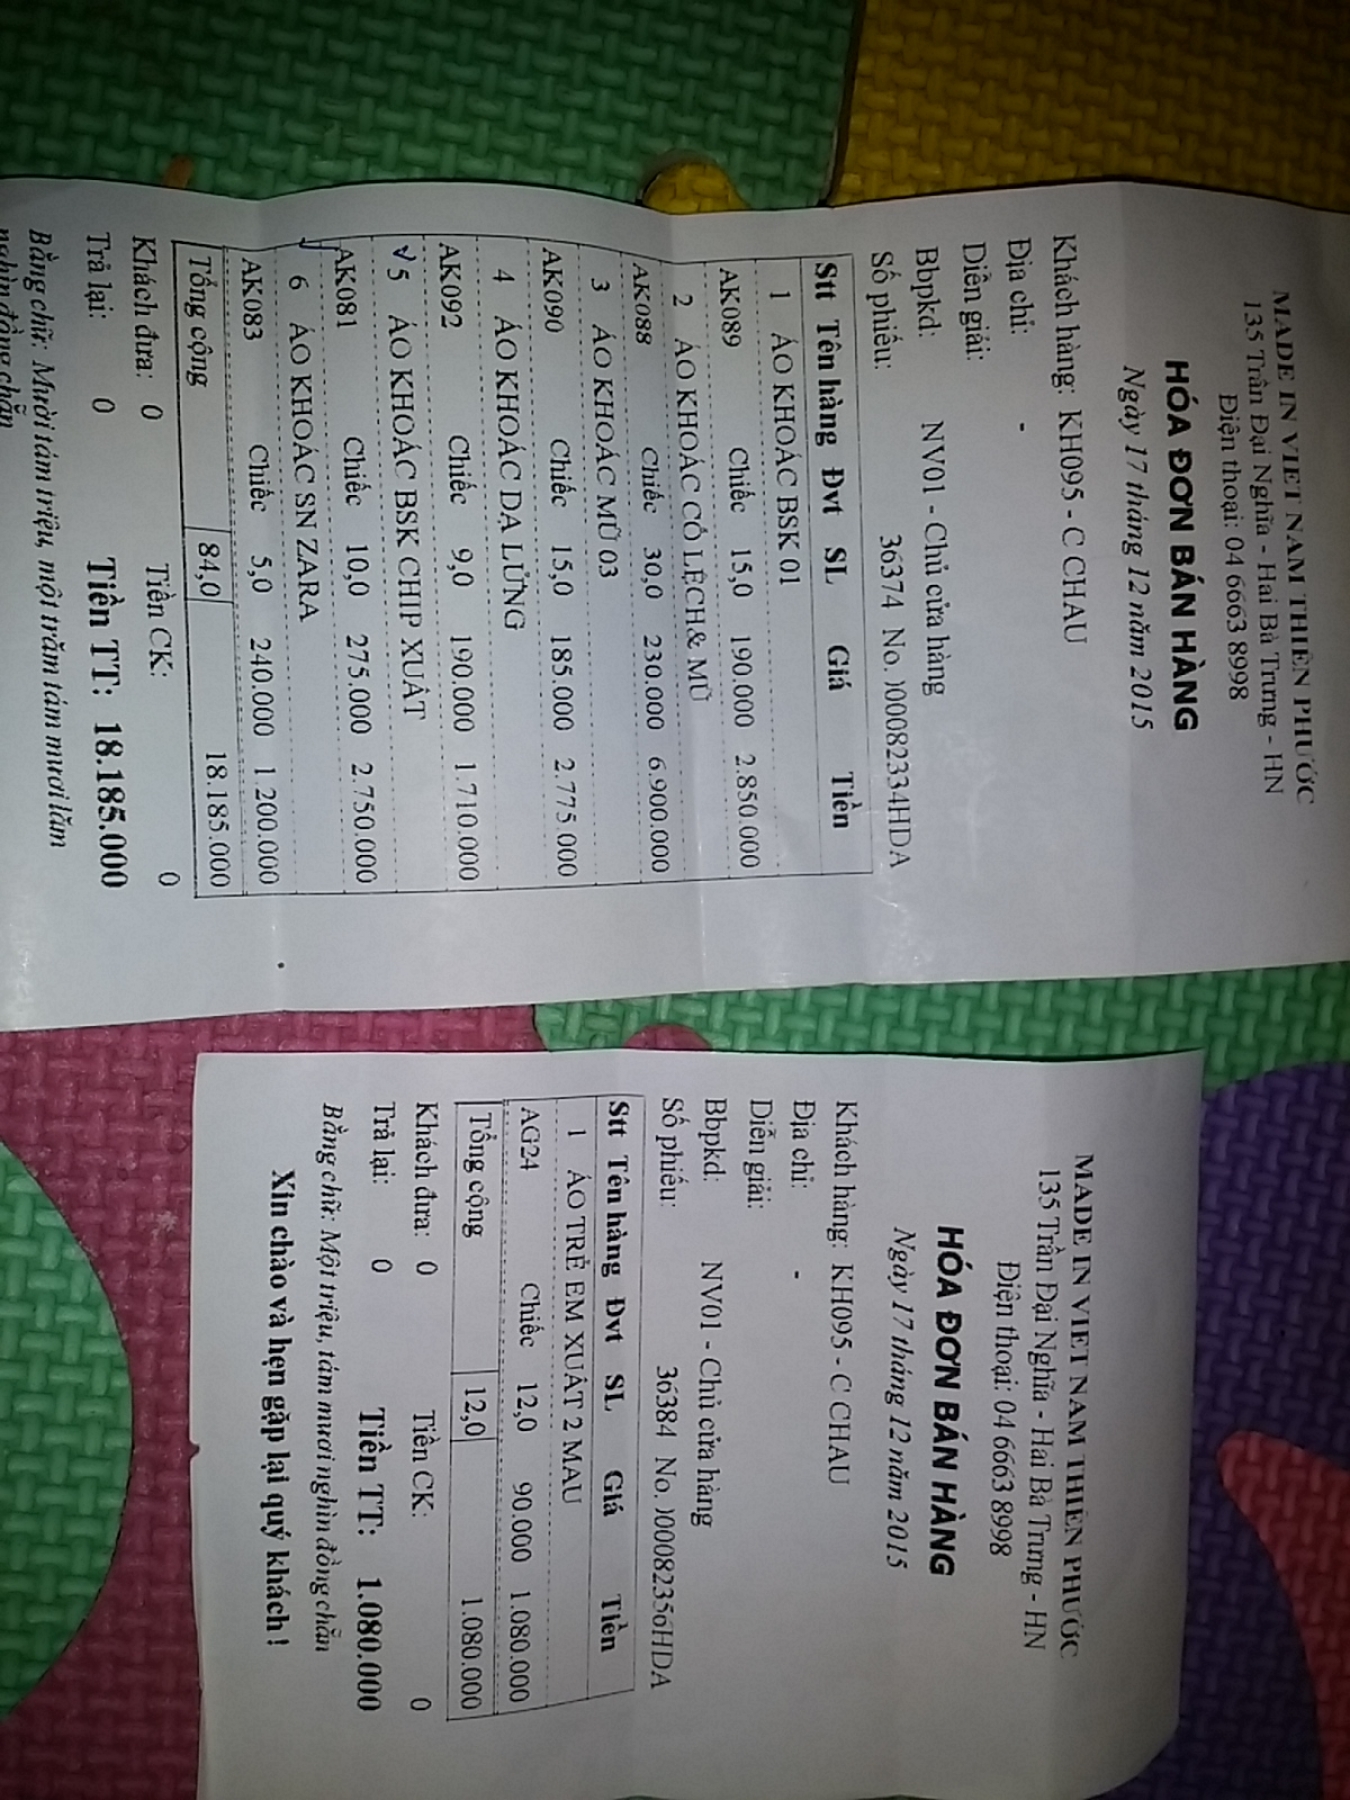 MADE IN VIET NAM THIÊN PHƯỚC
135 Trần Đại Nghĩa - Hai Bà Trưng - HN
Điện thoại: 04 6663 8998
HÓA ĐƠN BÁN HÀNG
Ngày 17 tháng 12 năm 2015
Khách hàng: KH095 - C CHAU
Địa chỉ: -
Diễn giải:
Bbpkd: NV01 - Chủ cửa hàng
Số phiếu: 36374 No. )00082334HDA
Stt Tên hàng Đvt SL Giá Tiền
1 ÁO KHOÁC BSK 01
AK089 Chiếc 15,0 190.000 2.850.000
2 ÁO KHOÁC CỔ LỆCH& MŨ
AK088 Chiếc 30,0 230.000 6.900.000
3 ÁO KHOÁC MŨ 03
AK090 Chiếc 15,0 185.000 2.775.000
4 ÁO KHOÁC DẠ LỬNG
AK092 Chiếc 9,0 190.000 1.710.000
5 ÁO KHOÁC BSK CHIP XUẤT
AK081 Chiếc 10,0 275.000 2.750.000
6 ÁO KHOÁC SN ZARA
AK083 Chiếc 5,0 240.000 1.200.000
Tổng cộng 84,0 18.185.000
Khách đưa: 0 Tiền CK: 0
Trả lại: 0 Tiền TT: 18.185.000
Bằng chữ: Mười tám triệu, một trăm tám mươi lăm
nghìn đồng chẵn
MADE IN VIET NAM THIÊN PHƯỚC
135 Trần Đại Nghĩa - Hai Bà Trưng - HN
Điện thoại: 04 6663 8998
HÓA ĐƠN BÁN HÀNG
Ngày 17 tháng 12 năm 2015
Khách hàng: KH095 - C CHAU
Địa chỉ: -
Diễn giải:
Bbpkd: NV01 - Chủ cửa hàng
Số phiếu: 36384 No. )00082356HDA
Stt Tên hàng Đvt SL Giá Tiền
1 ÁO TRẺ EM XUẤT 2 MAU
AG24 Chiếc 12,0 90.000 1.080.000
Tổng cộng 12,0 1.080.000
Khách đưa: 0 Tiền CK: 0
Trả lại: 0 Tiền TT: 1.080.000
Bằng chữ: Một triệu, tám mươi nghìn đồng chẵn
Xin chào và hẹn gặp lại quý khách!